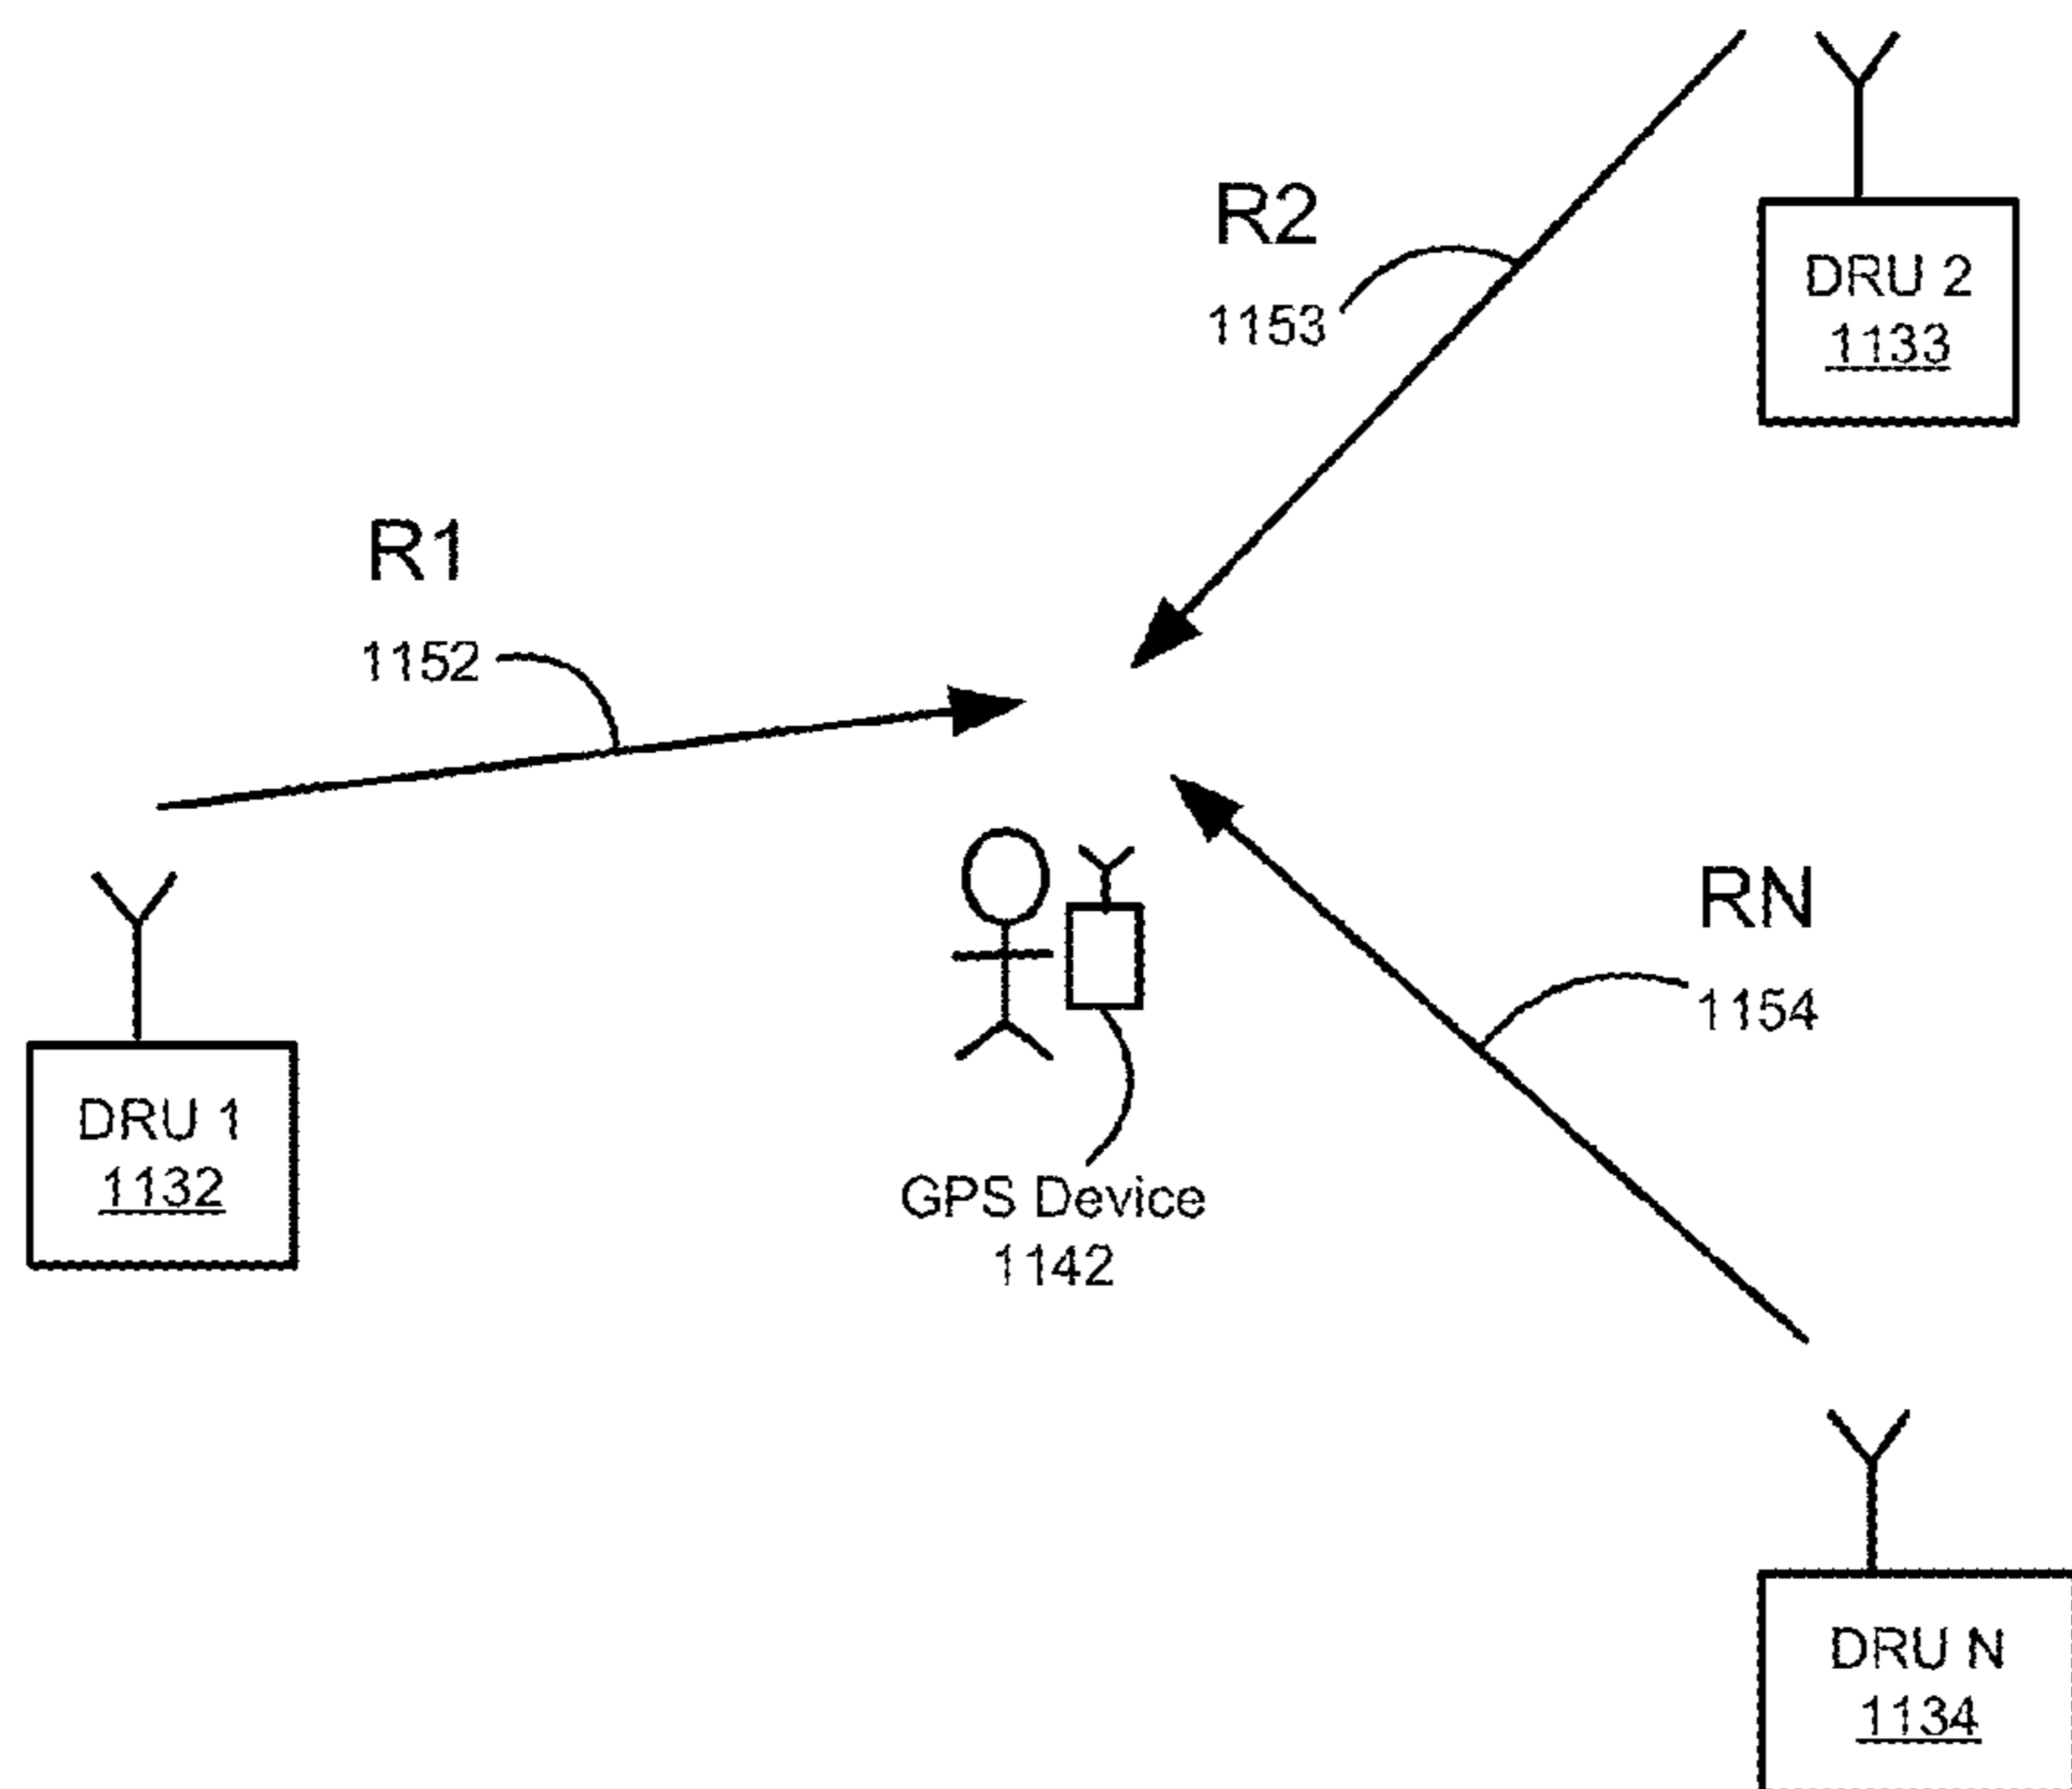 R2
1153
DRU 2
1133
R1
1152
RN
1154
DRU 1
1132
GPS Device
1142
DRU N
1134